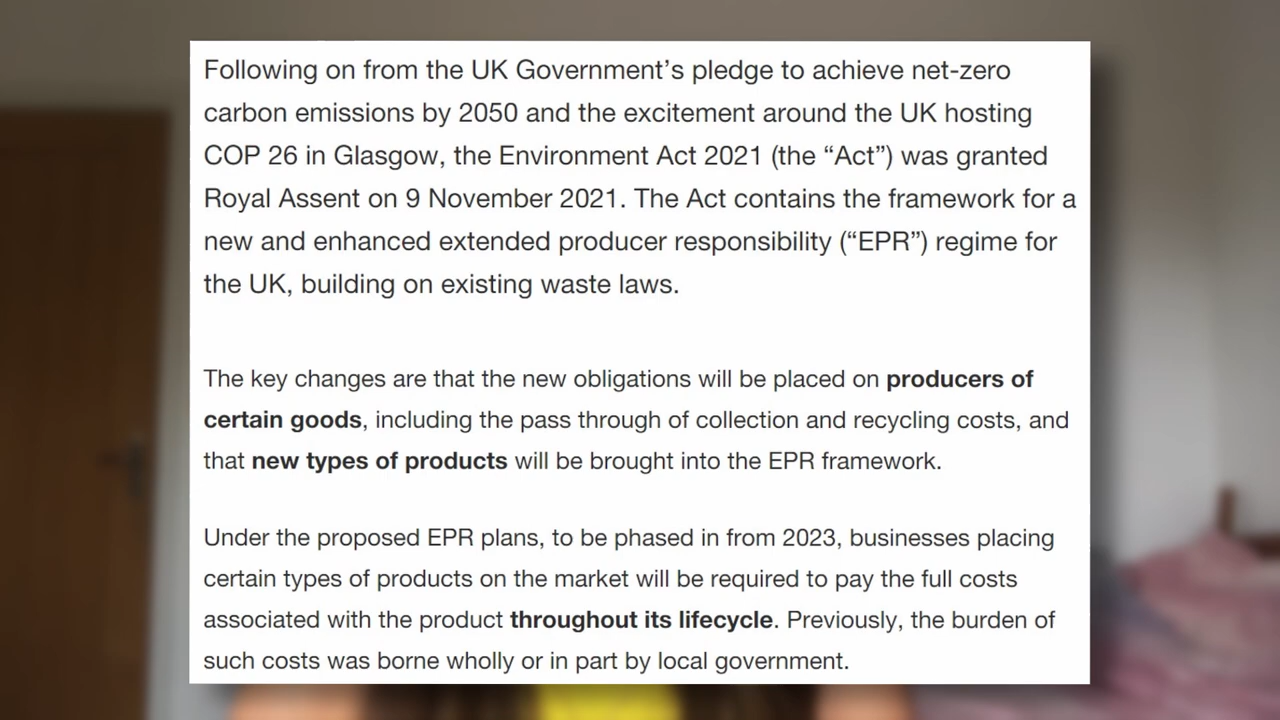 Following on from the UK Government’s pledge to achieve net-zero
carbon emissions by 2050 and the excitement around the UK hosting
COP 26 in Glasgow, the Environment Act 2021 (the “Act”) was granted
Royal Assent on 9 November 2021. The Act contains the framework for a
new and enhanced extended producer responsibility (“EPR”) regime for
the UK, building on existing waste laws.
The key changes are that the new obligations will be placed on producers of
certain goods, including the pass through of collection and recycling costs, and
that new types of products will be brought into the EPR framework.
Under the proposed EPR plans, to be phased in from 2023, businesses placing
certain types of products on the market will be required to pay the full costs
associated with the product throughout its lifecycle. Previously, the burden of
such costs was borne wholly or in part by local government.